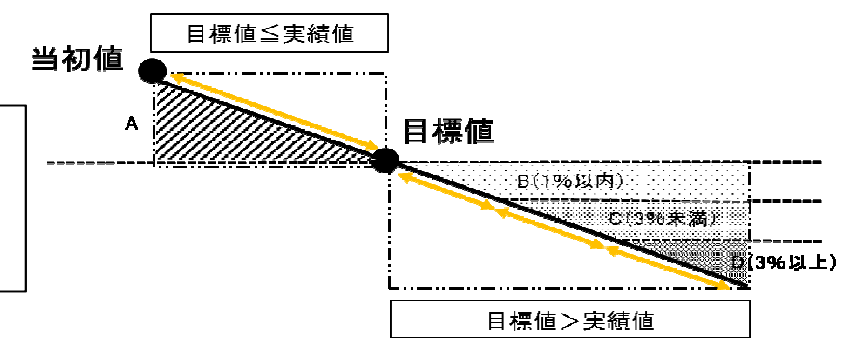 目標値≦実績値
当初値
A
目標値
B(1%以内)
C(3%未満)
D(3%以上)
目標値＞実績値